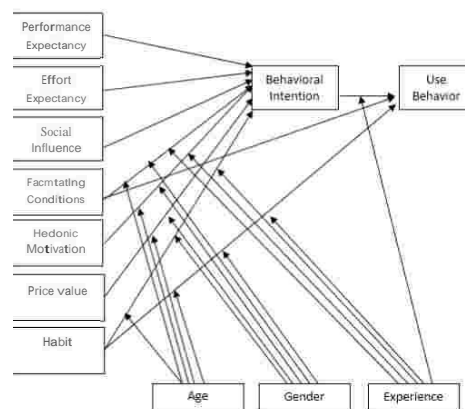 Performance
Expectancy
Effort
Expectancy
Social
Influence
Facmtatlng
Conditions
Hedonic
Motivation
Price value
Habit
Behavioral
Intention
Use
Behavior
Age
Gender
Experience